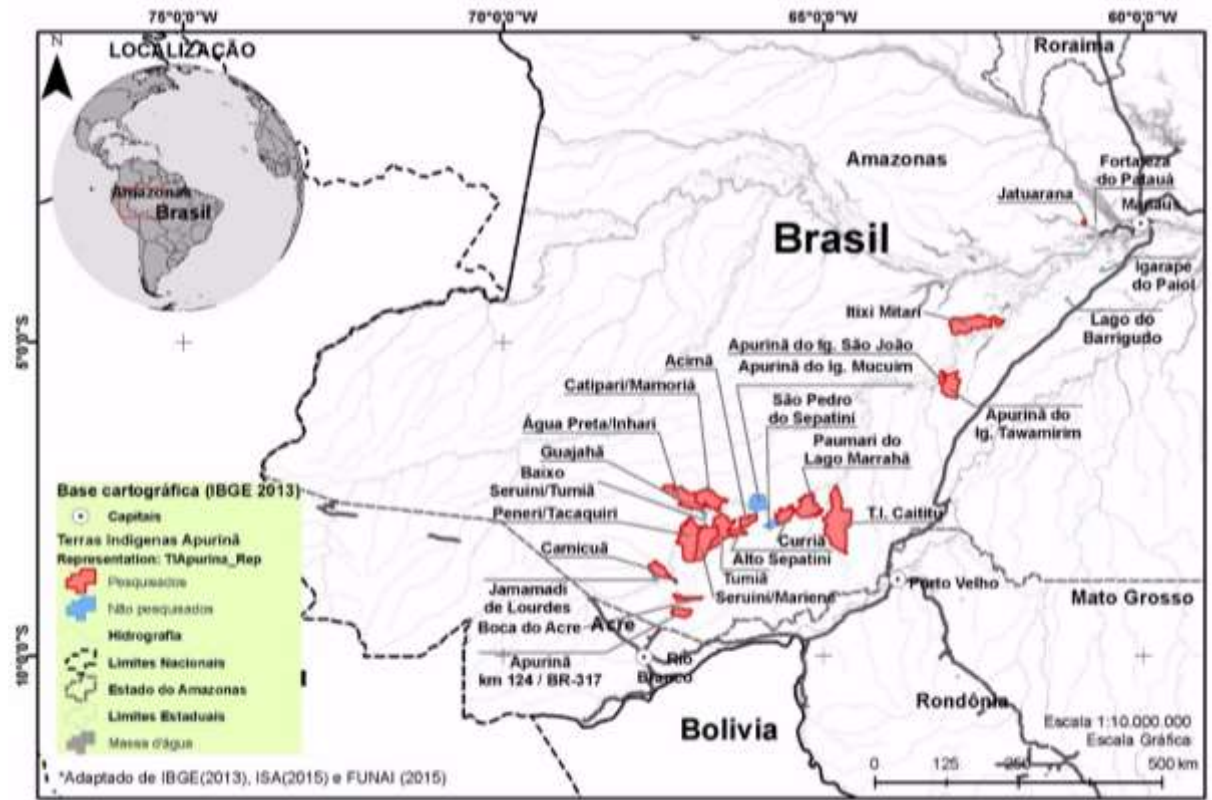 75°0'0"W
70°0'0"W
65°0'0"W
60°0'0"W
N
LOCALIZAÇÃO
Amazonas
Brasil
Roraima
Amazonas
Fortaleza
do Patauá
Jatuarana
Manaus
Brasil
Igarapé
do Paiol
Itixi Mitari
Lago do
Barrigudo
5°0'0"S
Apurinã do Ig. São João
Acimã
Apurinã do Ig. Mucuim
Catipari/Mamoriá
São Pedro
do Sepatini
Apurinã do
Ig. Tawamirim
Água Preta/Inhari
Paumari do
Lago Marrahã
Guajahã
Baixo
Seruini/Tumiã
Peneri/Tacaquiri
T.I. Caititu
Curriã
Camicuã
Alto Sepatini
Tumiã
Seruini/Mariene
Jamamadi
de Lourdes
Porto Velho
Mato Grosso
Boca do Acre
Acre
10°0'0"S
Apurinã
km 124 / BR-317
Rio
Branco
Rondônia
Bolivia
Base cartográfica (IBGE 2013)
Capitais
Terras Indígenas Apurinã
Representation: TIApurina_Rep
Pesquisados
Não pesquisados
Hidrografia
Limites Nacionais
Estado do Amazonas
Limites Estaduais
Massa d'água
Escala 1:10.000.000
Escala Gráfica
0 125 250 500 km
*Adaptado de IBGE(2013), ISA(2015) e FUNAI (2015)